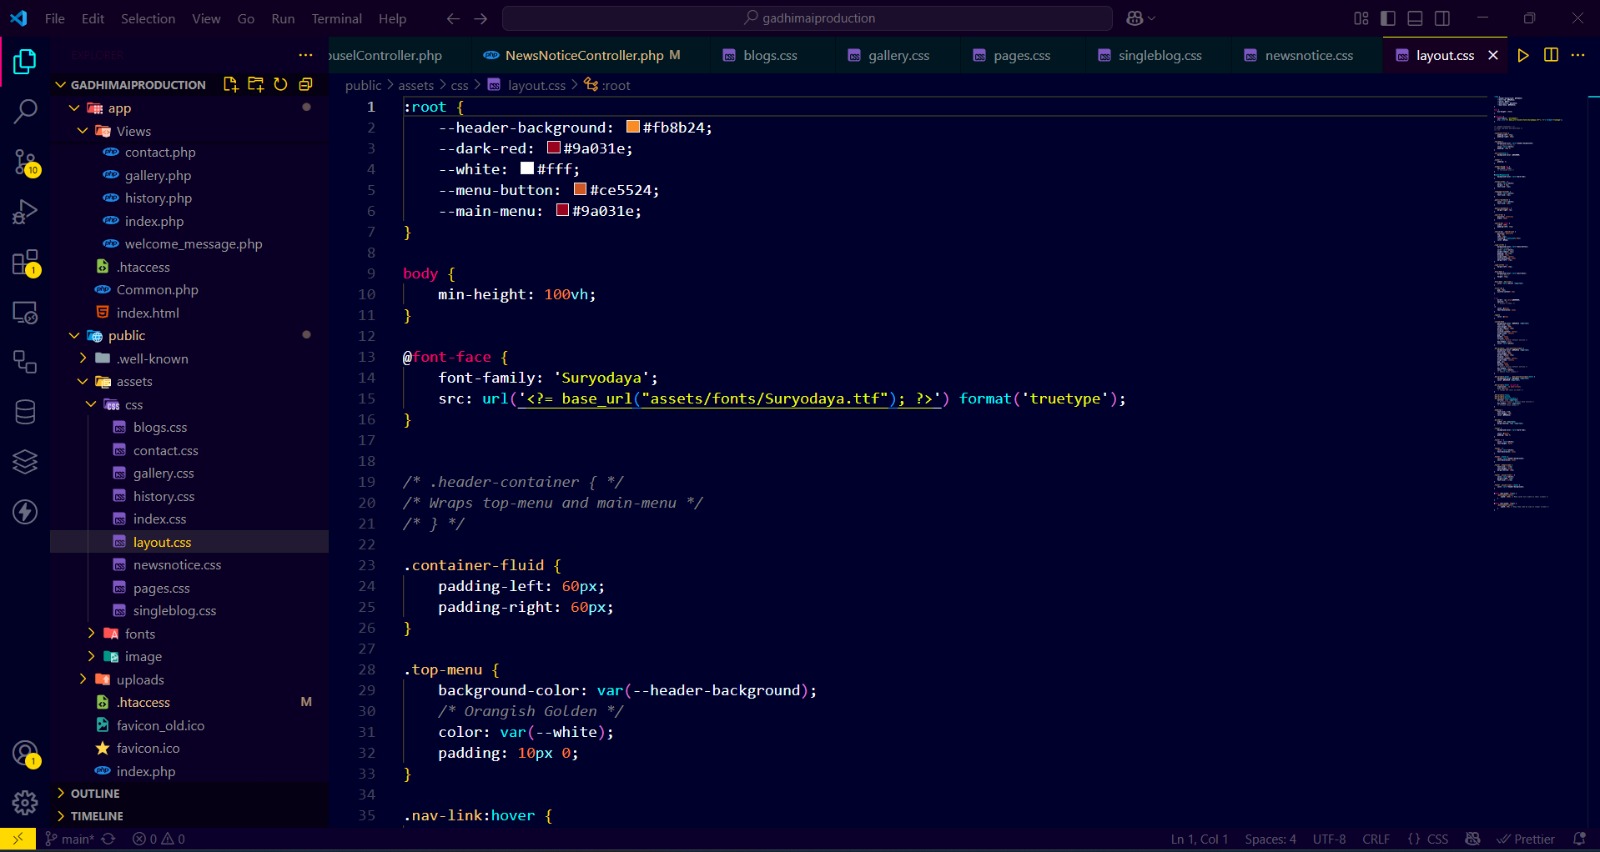 File Edit Selection View Go Run Terminal Help
gadhimaiproduction
EXPLORER
ouselController.php
NewsNoticeController.php M
blogs.css
gallery.css
pages.css
singleblog.css
newsnotice.css
layout.css
GADHIMAIPRODUCTION
app
Views
contact.php
gallery.php
history.php
index.php
welcome_message.php
.htaccess
Common.php
index.html
public
.well-known
assets
css
blogs.css
contact.css
gallery.css
history.css
index.css
layout.css
newsnotice.css
pages.css
singleblog.css
fonts
image
uploads
.htaccess M
favicon_old.ico
favicon.ico
index.php
OUTLINE
TIMELINE
10
1
1
public > assets > css > layout.css > :root
1 :root {
2 --header-background: #fb8b24;
3 --dark-red: #9a031e;
4 --white: #fff;
5 --menu-button: #ce5524;
6 --main-menu: #9a031e;
7 }
8
9 body {
10 min-height: 100vh;
11 }
12
13 @font-face {
14 font-family: 'Suryodaya';
15 src: url('<?= base_url("assets/fonts/Suryodaya.ttf"); ?>') format('truetype');
16 }
17
18
19 /* .header-container { */
20 /* Wraps top-menu and main-menu */
21 /* } */
22
23 .container-fluid {
24 padding-left: 60px;
25 padding-right: 60px;
26 }
27
28 .top-menu {
29 background-color: var(--header-background);
30 /* Orangish Golden */
31 color: var(--white);
32 padding: 10px 0;
33 }
34
35 .nav-link:hover {
main* 0 0 Ln 1, Col 1 Spaces: 4 UTF-8 CRLF {} CSS Prettier